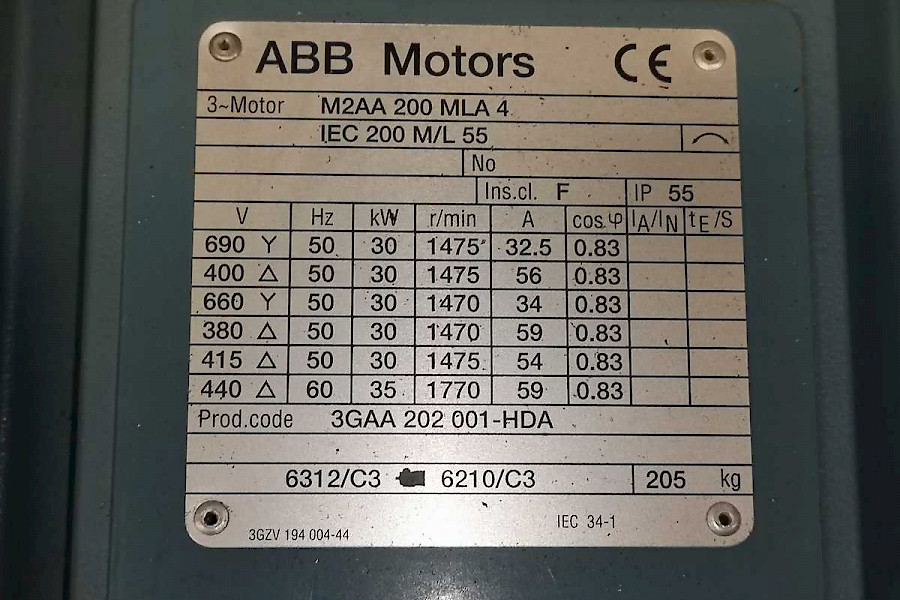 ABB Motors CE
3~Motor M2AA 200 MLA 4
IEC 200 M/L 55
No
Ins.cl. F IP 55
V Hz kW r/min A cosφ IA/IN tE/S
690 Y 50 30 1475 32.5 0.83
400 △ 50 30 1475 56 0.83
660 Y 50 30 1470 34 0.83
380 △ 50 30 1470 59 0.83
415 △ 50 30 1475 54 0.83
440 △ 60 35 1770 59 0.83
Prod.code 3GAA 202 001-HDA
6312/C3 6210/C3 205 kg
3GZV 194 004-44 IEC 34-1